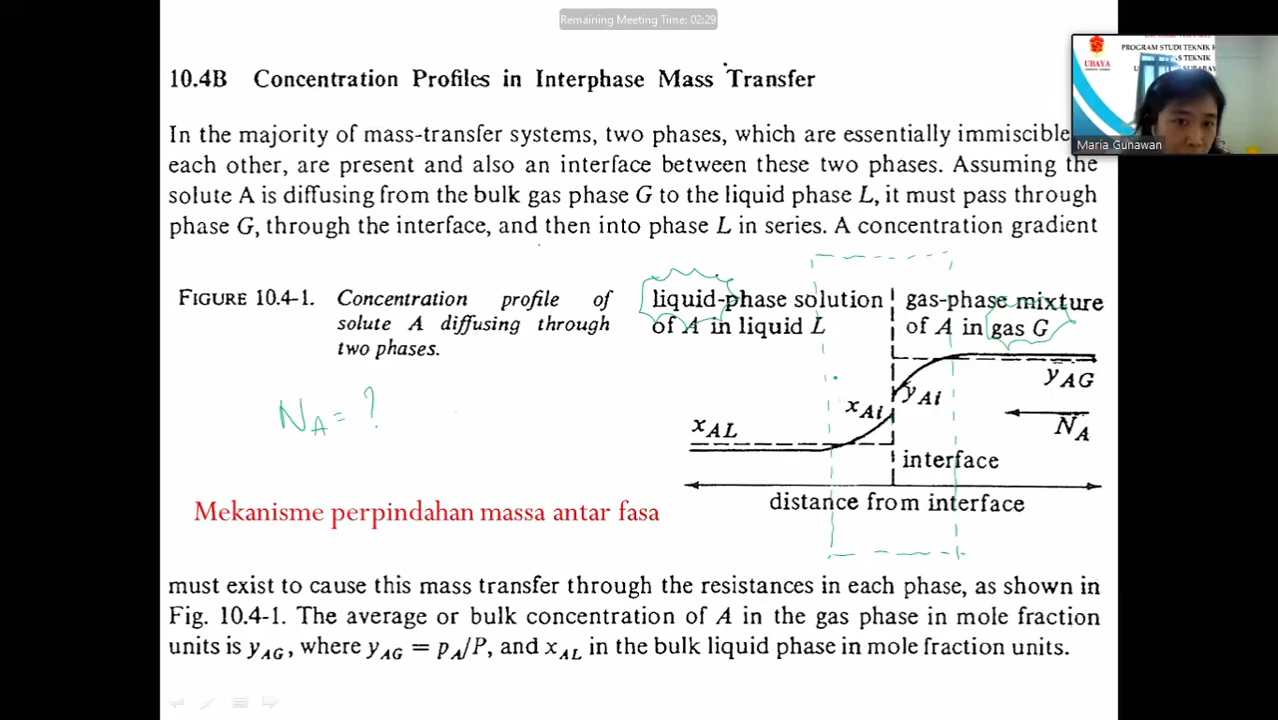 Remaining Meeting Time: 02:29
PROGRAM STUDI TEKNIK
UBAYA
TEKNIK
Maria Gunawan
10.4B Concentration Profiles in Interphase Mass Transfer
In the majority of mass-transfer systems, two phases, which are essentially immiscible
each other, are present and also an interface between these two phases. Assuming the
solute A is diffusing from the bulk gas phase G to the liquid phase L, it must pass through
phase G, through the interface, and then into phase L in series. A concentration gradient
FIGURE 10.4-1. Concentration profile of
solute A diffusing through
two phases.
liquid-phase solution
of A in liquid L
gas-phase mixture
of A in gas G
y_AG
y_Ai
x_Ai
N_A
x_AL
interface
distance from interface
N_A = ?
Mekanisme perpindahan massa antar fasa
must exist to cause this mass transfer through the resistances in each phase, as shown in
Fig. 10.4-1. The average or bulk concentration of A in the gas phase in mole fraction
units is y_AG, where y_AG = p_A/P, and x_AL in the bulk liquid phase in mole fraction units.